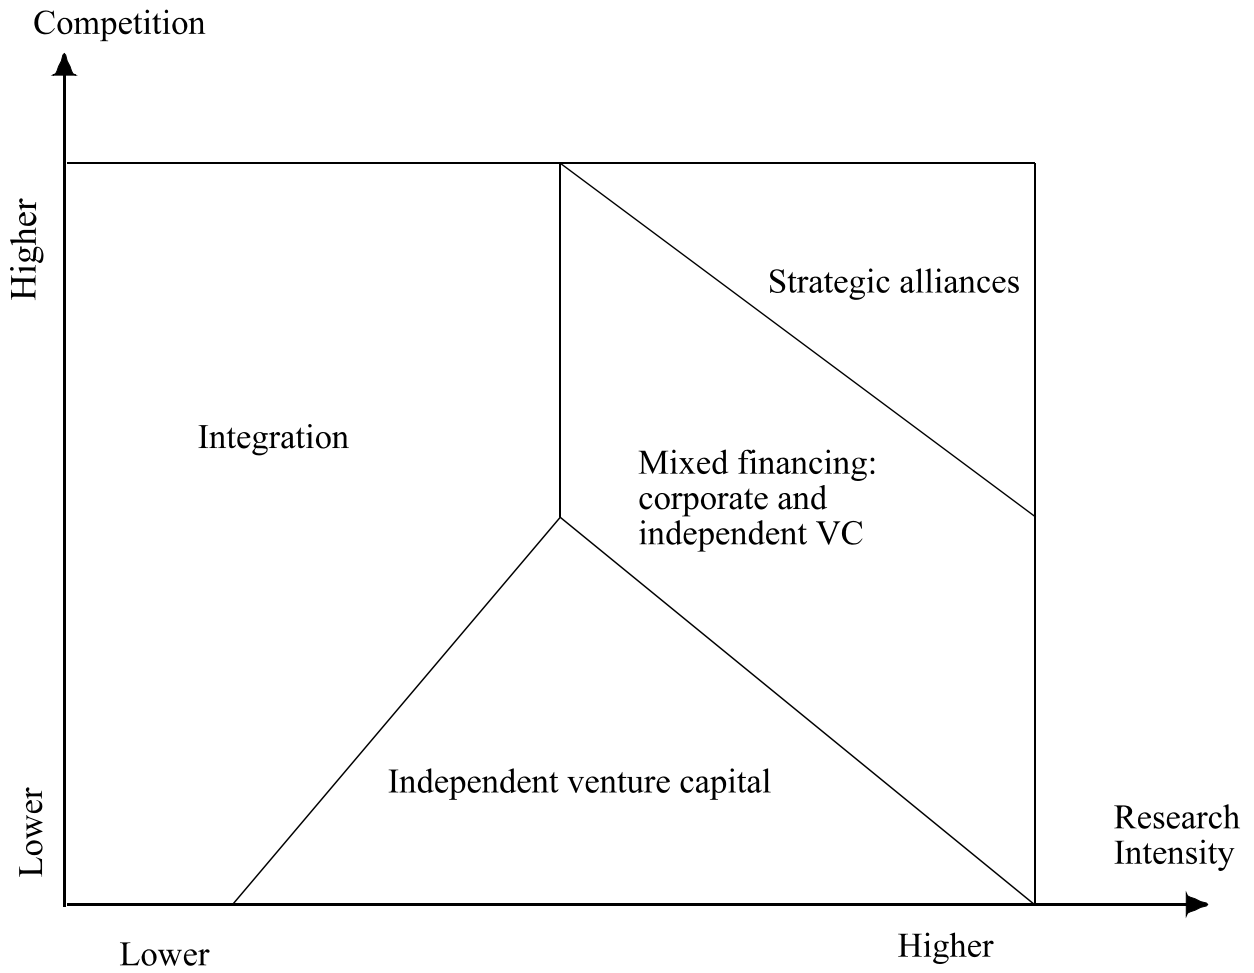 Competition
Higher
Strategic alliances
Integration
Mixed financing:
corporate and
independent VC
Independent venture capital
Lower
Research
Intensity
Lower
Higher